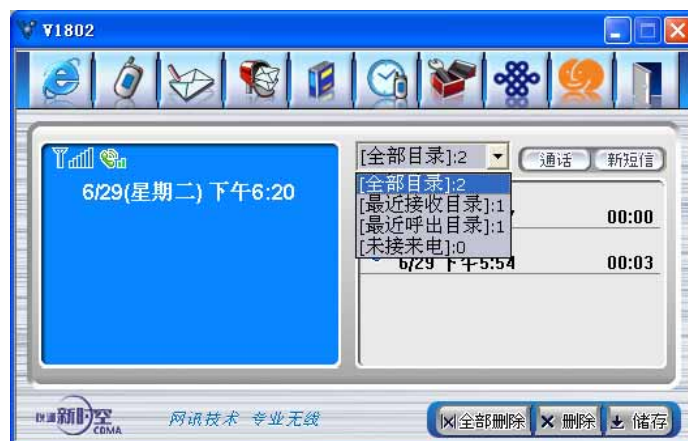 V1802
[全部目录]:2
通话
新短信
6/29(星期二) 下午6:20
[全部目录]:2
[最近接收目录]:1
[最近呼出目录]:1
[未接来电]:0
00:00
6/29 下午5:54
00:03
新时空
CDMA
网讯技术 专业无线
全部删除
删除
储存